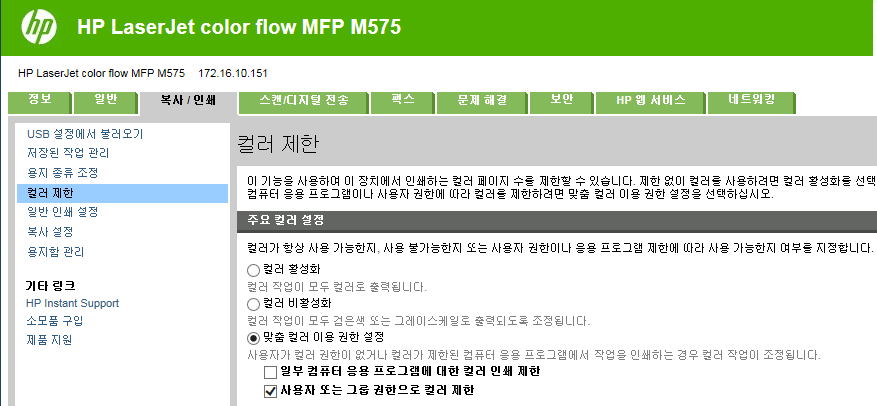 hp HP LaserJet color flow MFP M575
HP LaserJet color flow MFP M575 172.16.10.151
정보 일반 복사 / 인쇄 스캔/디지털 전송 팩스 문제 해결 보안 HP 웹 서비스 네트워킹
USB 설정에서 불러오기
저장된 작업 관리
용지 종류 조정
컬러 제한
일반 인쇄 설정
복사 설정
용지함 관리
기타 링크
HP Instant Support
소모품 구입
제품 지원
컬러 제한
이 기능을 사용하여 이 장치에서 인쇄하는 컬러 페이지 수를 제한할 수 있습니다. 제한 없이 컬러를 사용하려면 컬러 활성화를 선택
컴퓨터 응용 프로그램이나 사용자 권한에 따라 컬러를 제한하려면 맞춤 컬러 이용 권한 설정을 선택하십시오.
주요 컬러 설정
컬러가 항상 사용 가능한지, 사용 불가능한지 또는 사용자 권한이나 응용 프로그램 제한에 따라 사용 가능한지 여부를 지정합니다.
컬러 활성화
컬러 작업이 모두 컬러로 출력됩니다.
컬러 비활성화
컬러 작업이 모두 검은색 또는 그레이스케일로 출력되도록 조정됩니다.
맞춤 컬러 이용 권한 설정
사용자가 컬러 권한이 없거나 컬러가 제한된 컴퓨터 응용 프로그램에서 작업을 인쇄하는 경우 컬러 작업이 조정됩니다.
일부 컴퓨터 응용 프로그램에 대한 컬러 인쇄 제한
사용자 또는 그룹 권한으로 컬러 제한